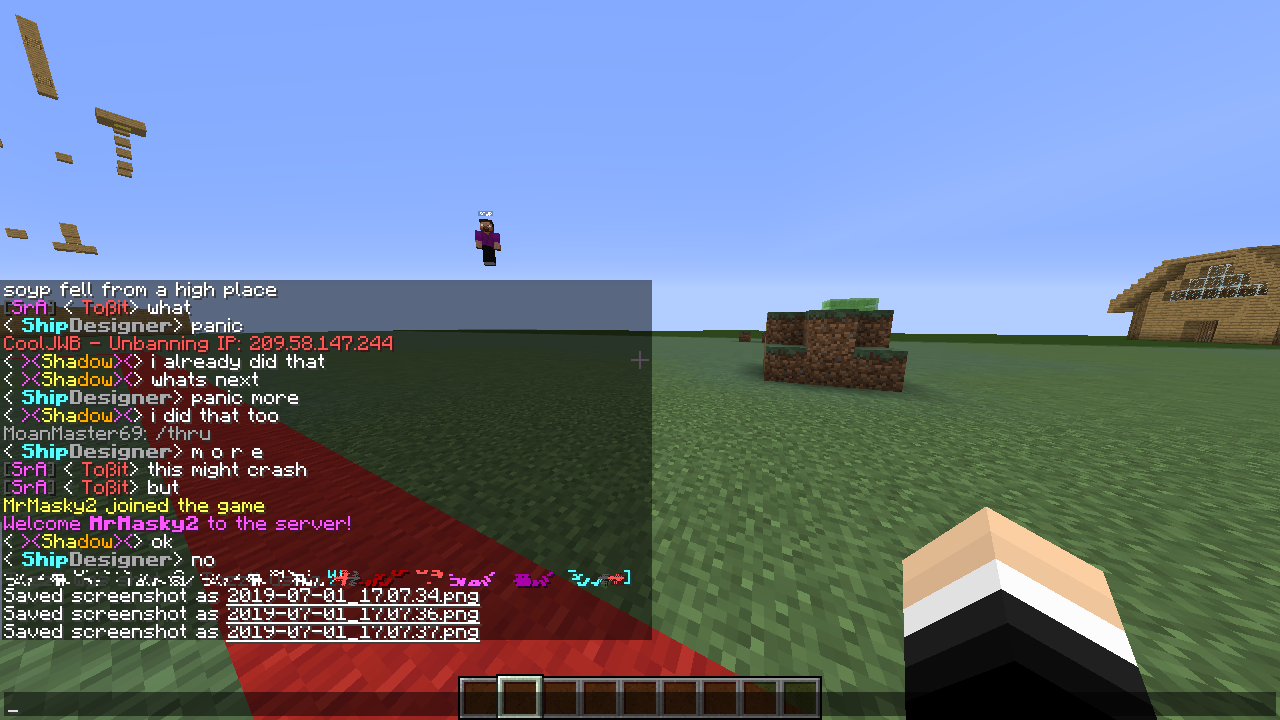 soyp fell from a high place
[SrA] < Toβit> what
< ShipDesigner> panic
CoolJWB - Unbanning IP: 209.58.147.244
< ><Shadow><> i already did that
< ><Shadow><> whats next
< ShipDesigner> panic more
< ><Shadow><> i did that too
MoanMaster69: /thru
< ShipDesigner> m o r e
[SrA] < Toβit> this might crash
[SrA] < Toβit> but
MrMasky2 joined the game
Welcome MrMasky2 to the server!
< ><Shadow><> ok
< ShipDesigner> no
Saved screenshot as 2019-07-01_17.07.34.png
Saved screenshot as 2019-07-01_17.07.36.png
Saved screenshot as 2019-07-01_17.07.37.png
_